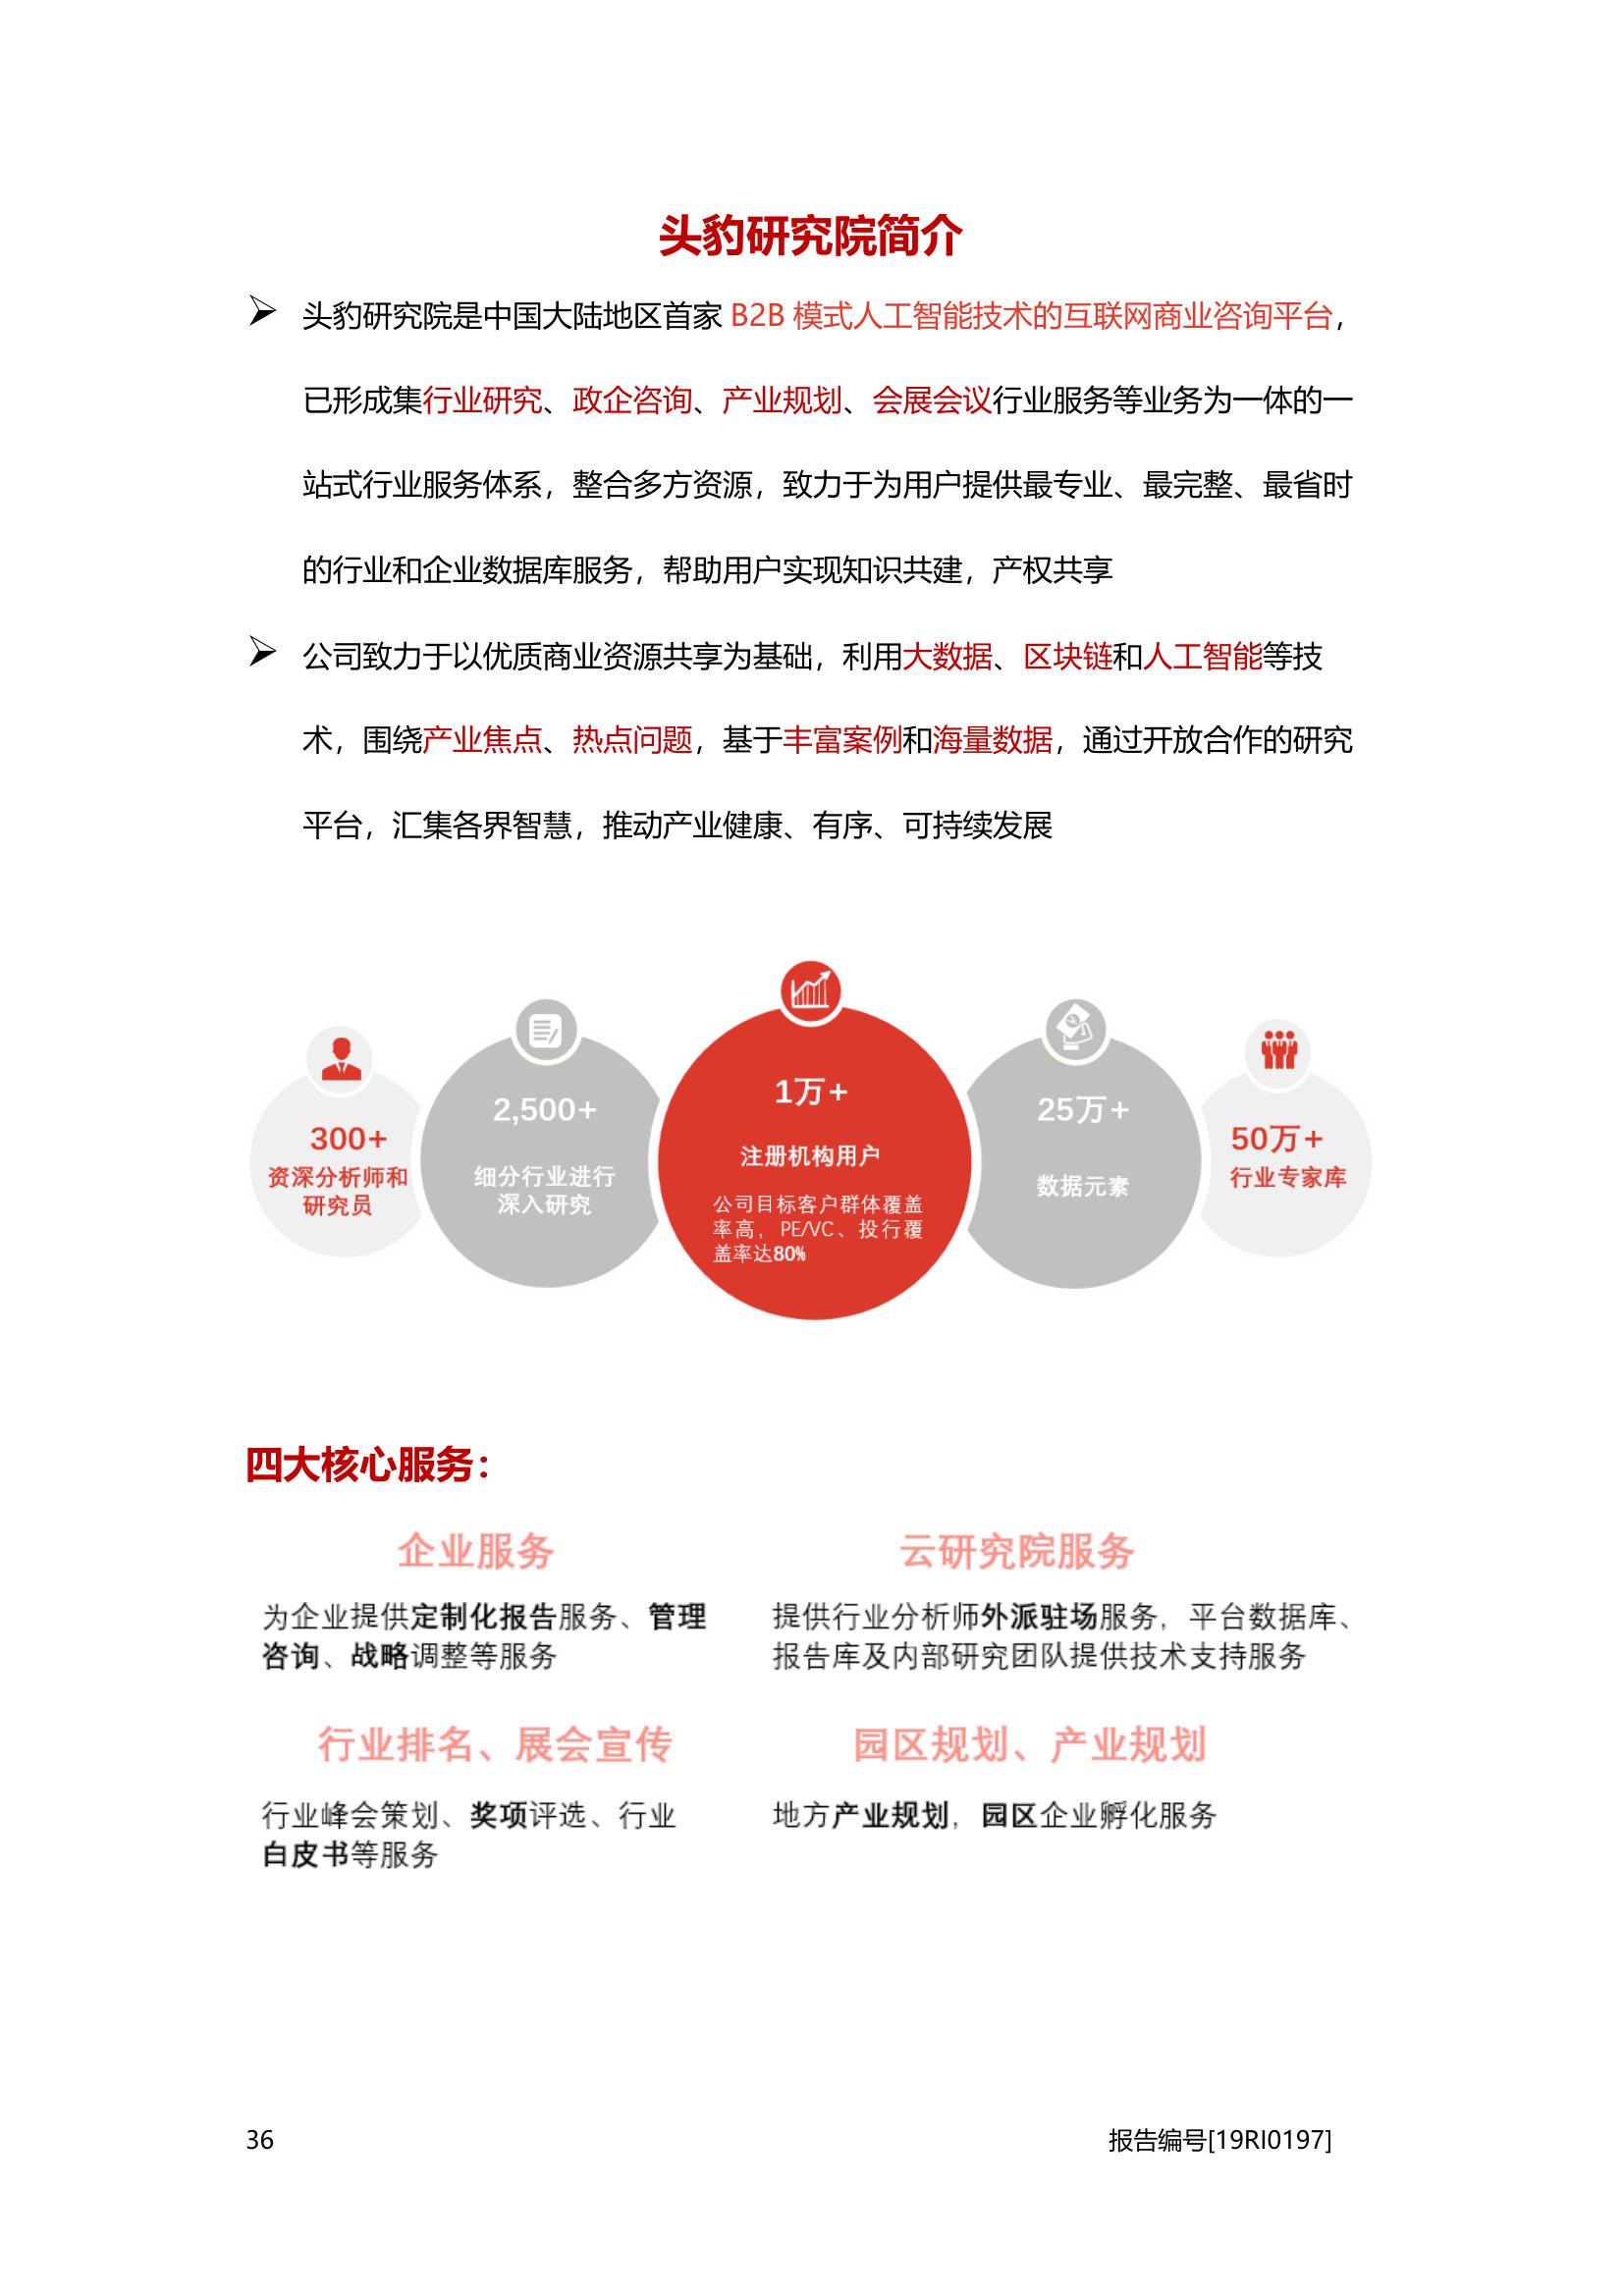 头豹研究院简介
➢ 头豹研究院是中国大陆地区首家 B2B 模式人工智能技术的互联网商业咨询平台，
已形成集行业研究、政企咨询、产业规划、会展会议行业服务等业务为一体的一
站式行业服务体系，整合多方资源，致力于为用户提供最专业、最完整、最省时
的行业和企业数据库服务，帮助用户实现知识共建，产权共享
➢ 公司致力于以优质商业资源共享为基础，利用大数据、区块链和人工智能等技
术，围绕产业焦点、热点问题，基于丰富案例和海量数据，通过开放合作的研究
平台，汇集各界智慧，推动产业健康、有序、可持续发展
300+
资深分析师和
研究员
2,500+
细分行业进行
深入研究
1万+
注册机构用户
公司目标客户群体覆盖
率高，PE/VC、投行覆
盖率达80%
25万+
数据元素
50万+
行业专家库
四大核心服务：
企业服务
为企业提供定制化报告服务、管理
咨询、战略调整等服务
云研究院服务
提供行业分析师外派驻场服务，平台数据库、
报告库及内部研究团队提供技术支持服务
行业排名、展会宣传
行业峰会策划、奖项评选、行业
白皮书等服务
园区规划、产业规划
地方产业规划，园区企业孵化服务
36
报告编号[19RI0197]